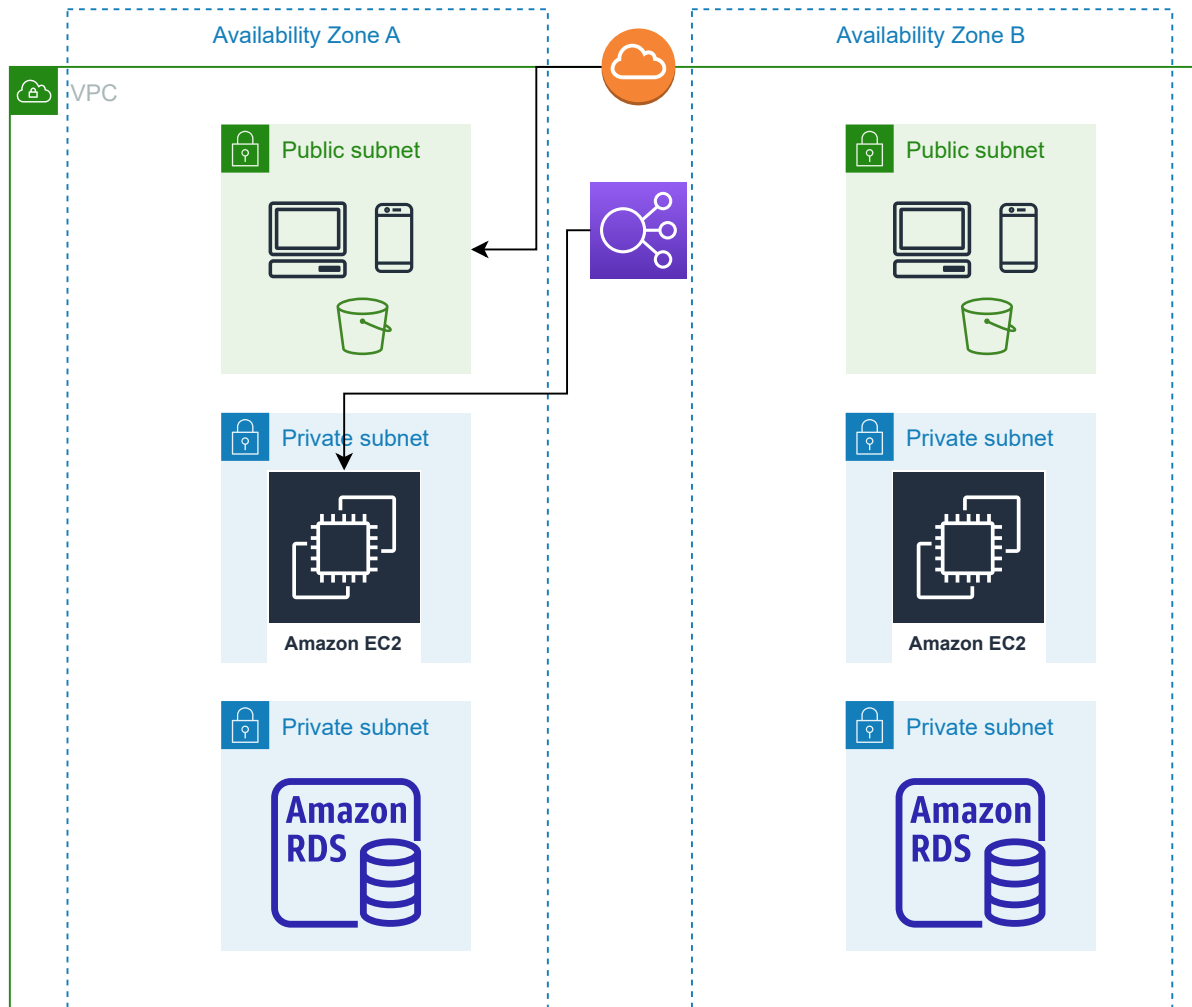 Availability Zone A
Availability Zone B
VPC
Public subnet
Public subnet
Private subnet
Private subnet
Amazon EC2
Amazon EC2
Private subnet
Private subnet
Amazon
RDS
Amazon
RDS